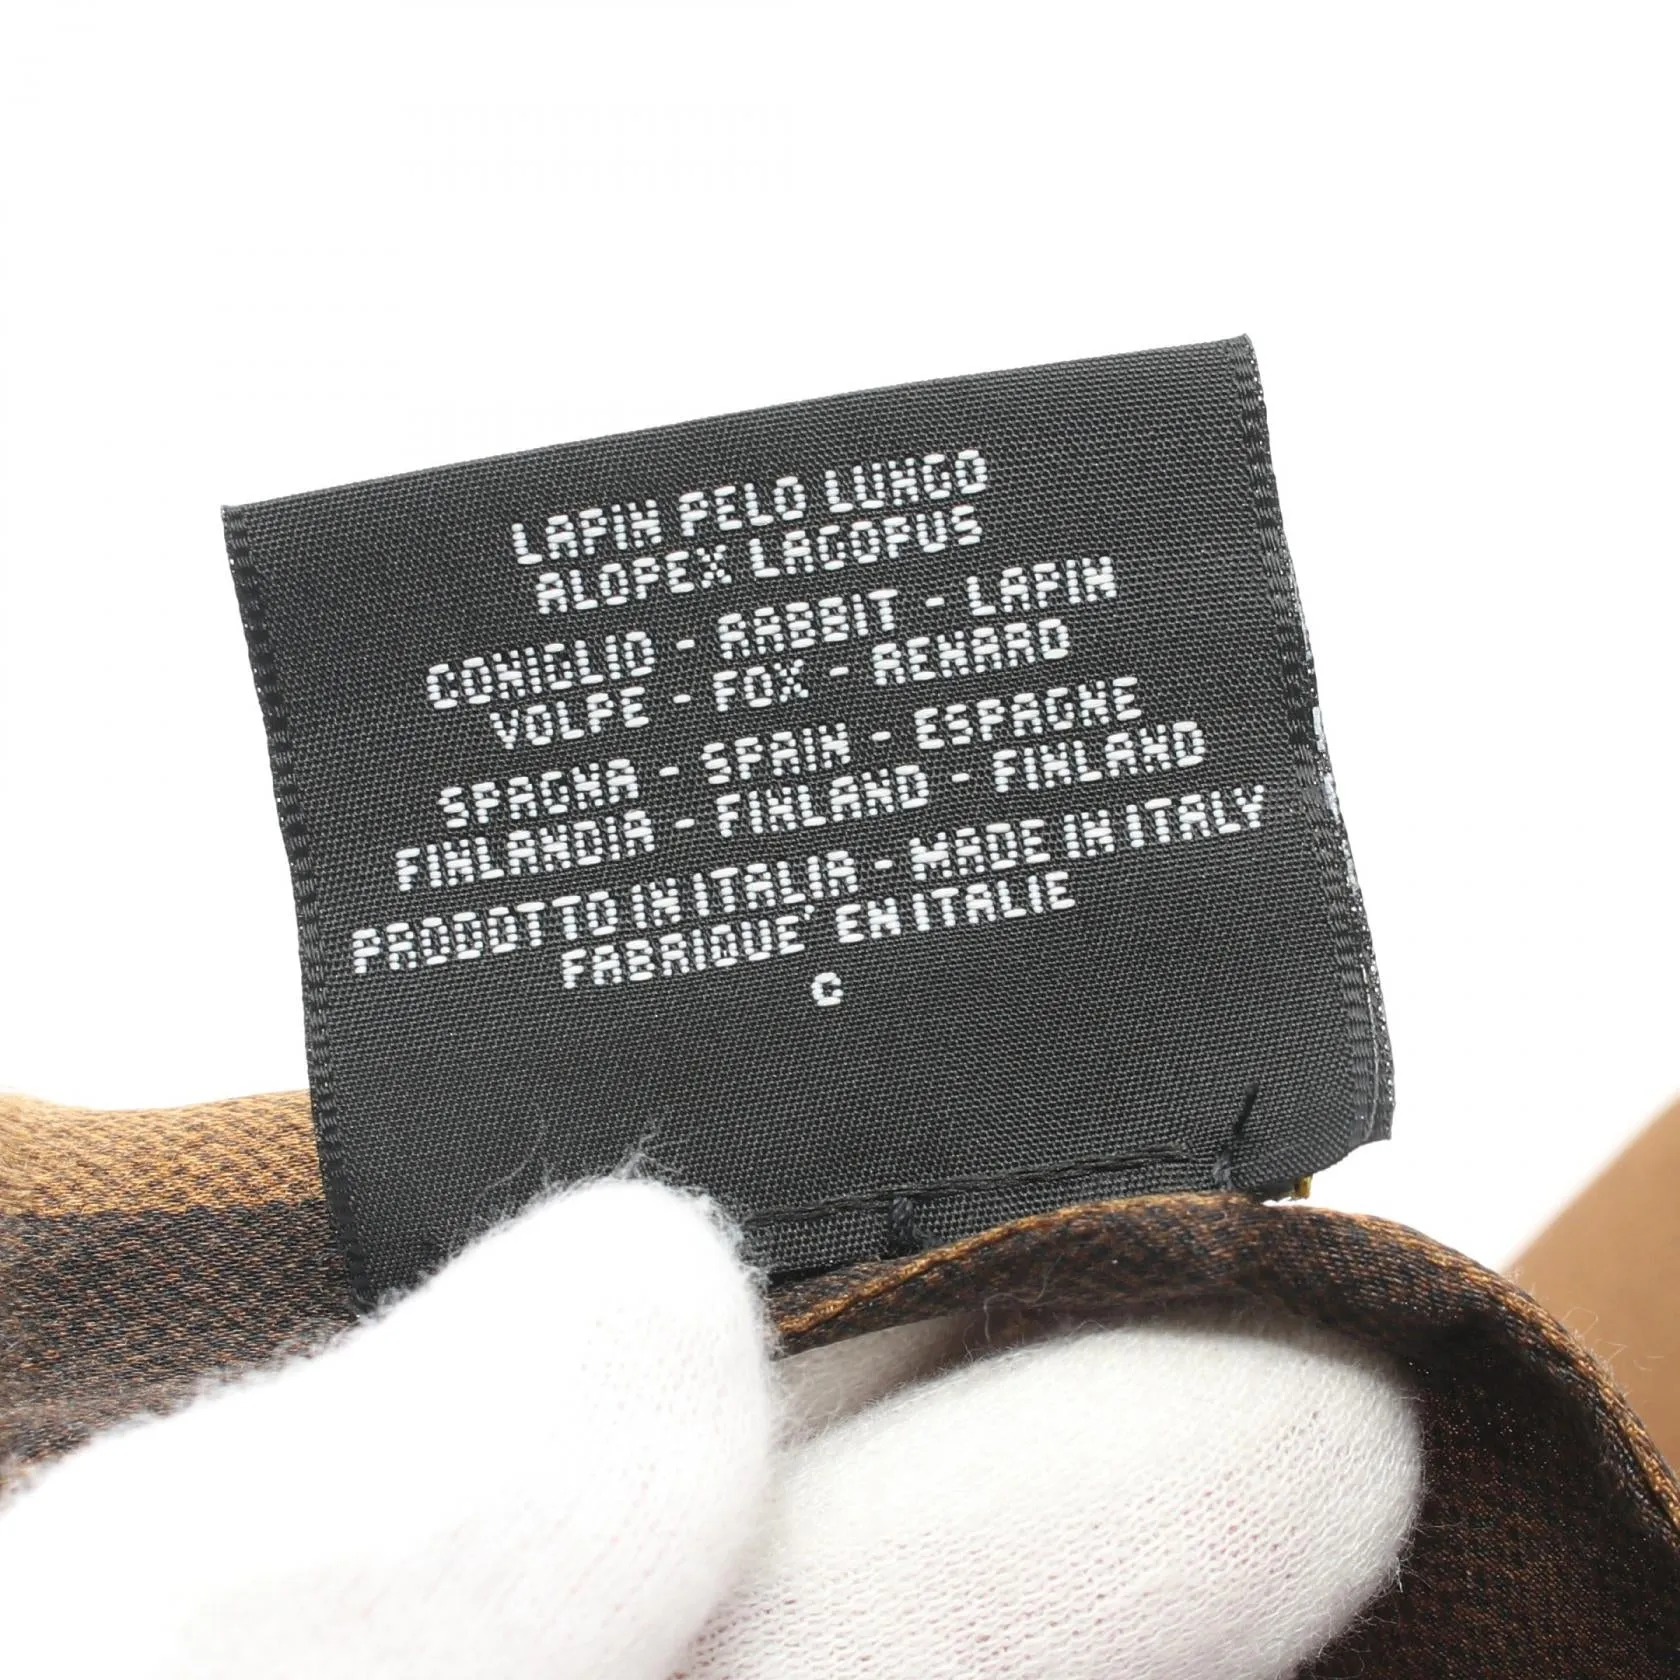 LAPIN PELO LUNGO
ALOPEX LAGOPUS
CONIGLIO - RABBIT - LAPIN
VOLPE - FOX - RENARD
SPAGNA - SPAIN - ESPAGNE
FINLANDIA - FINLAND - FINLAND
PRODOTTO IN ITALIA - MADE IN ITALY
FABRIQUE' EN ITALIE
C